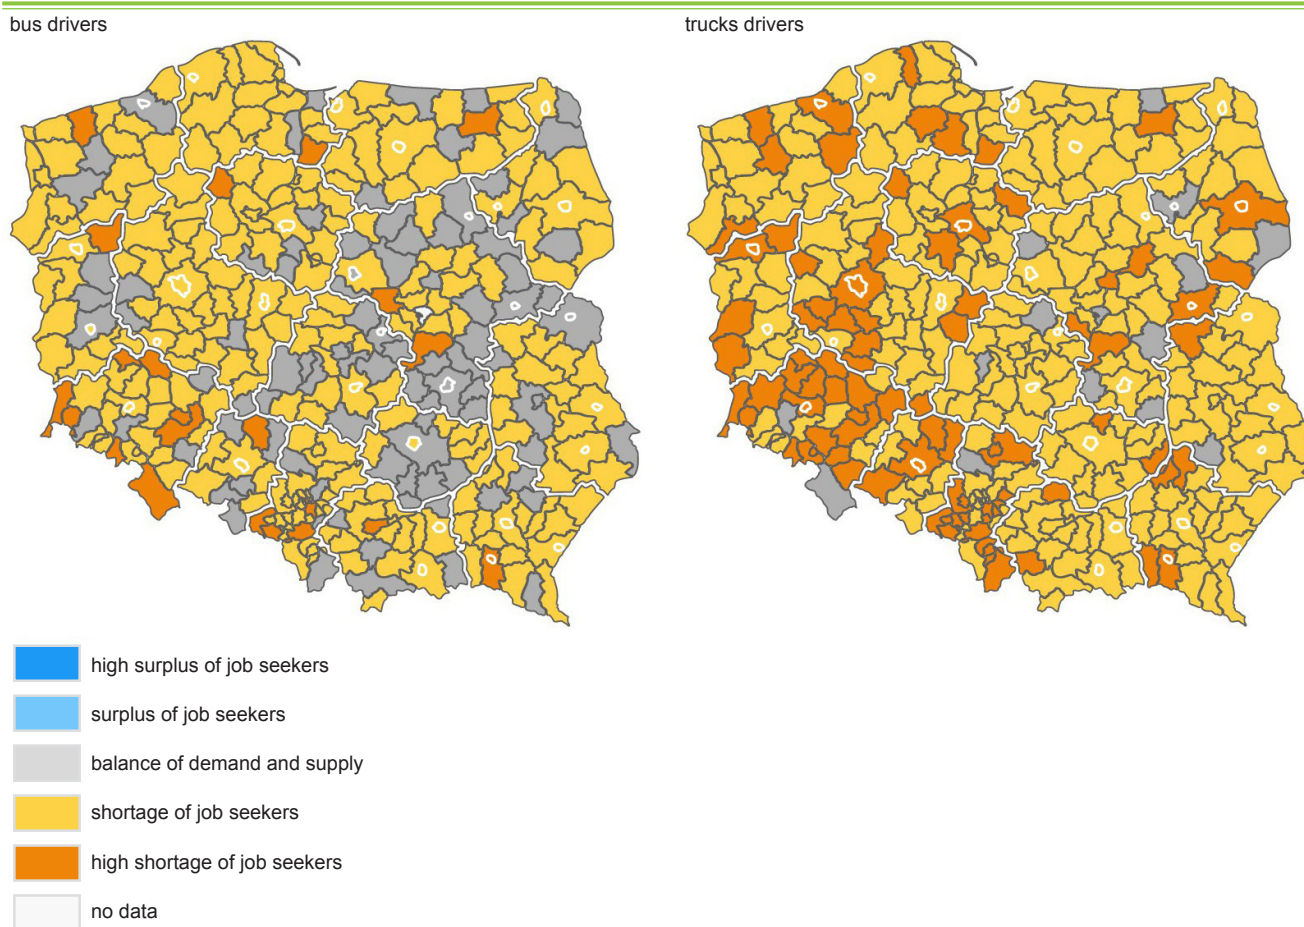 bus drivers
trucks drivers
high surplus of job seekers
surplus of job seekers
balance of demand and supply
shortage of job seekers
high shortage of job seekers
no data